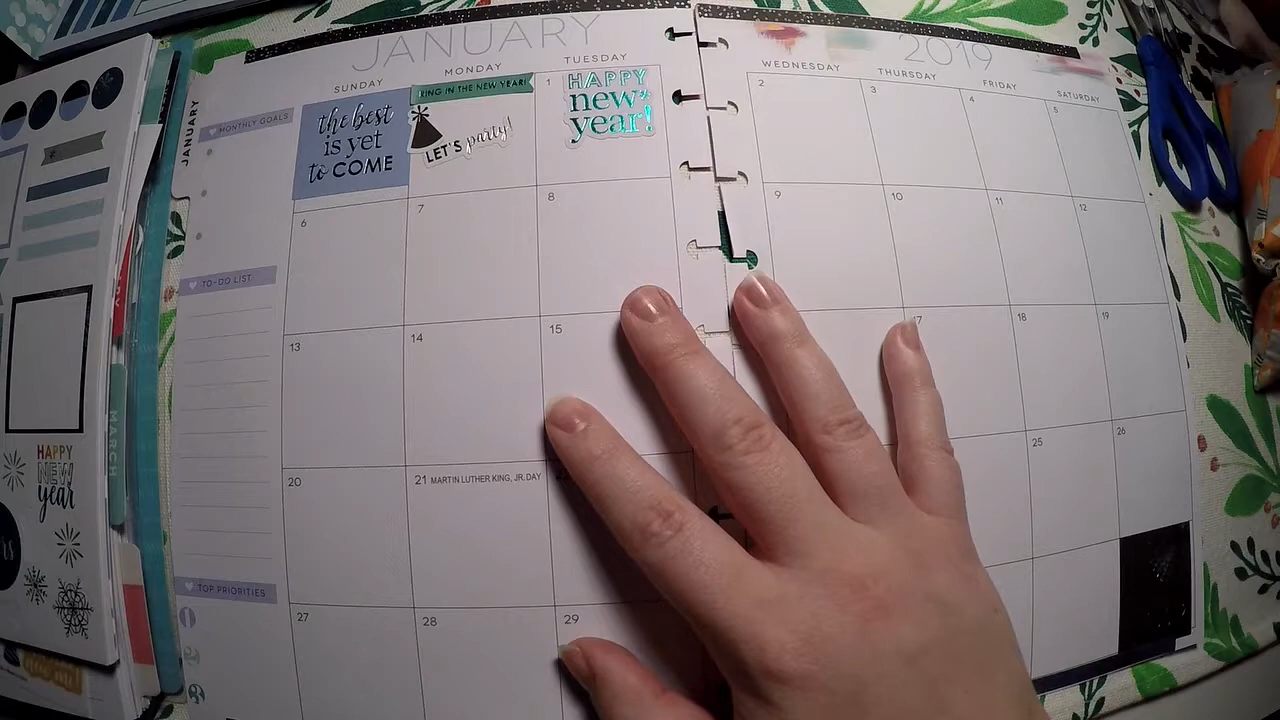 JANUARY
2019
JANUARY
SUNDAY MONDAY TUESDAY WEDNESDAY THURSDAY FRIDAY SATURDAY
MONTHLY GOALS
the best
is yet
to COME
RING IN THE NEW YEAR!
LET'S party!
1
HAPPY
new
year!
2 3 4 5
6 7 8 9 10 11 12
TO-DO LIST
13 14 15 17 18 19
20 21 MARTIN LUTHER KING, JR. DAY 25 26
TOP PRIORITIES
1
2
3
27 28 29
MARCH
HAPPY
NEW
year